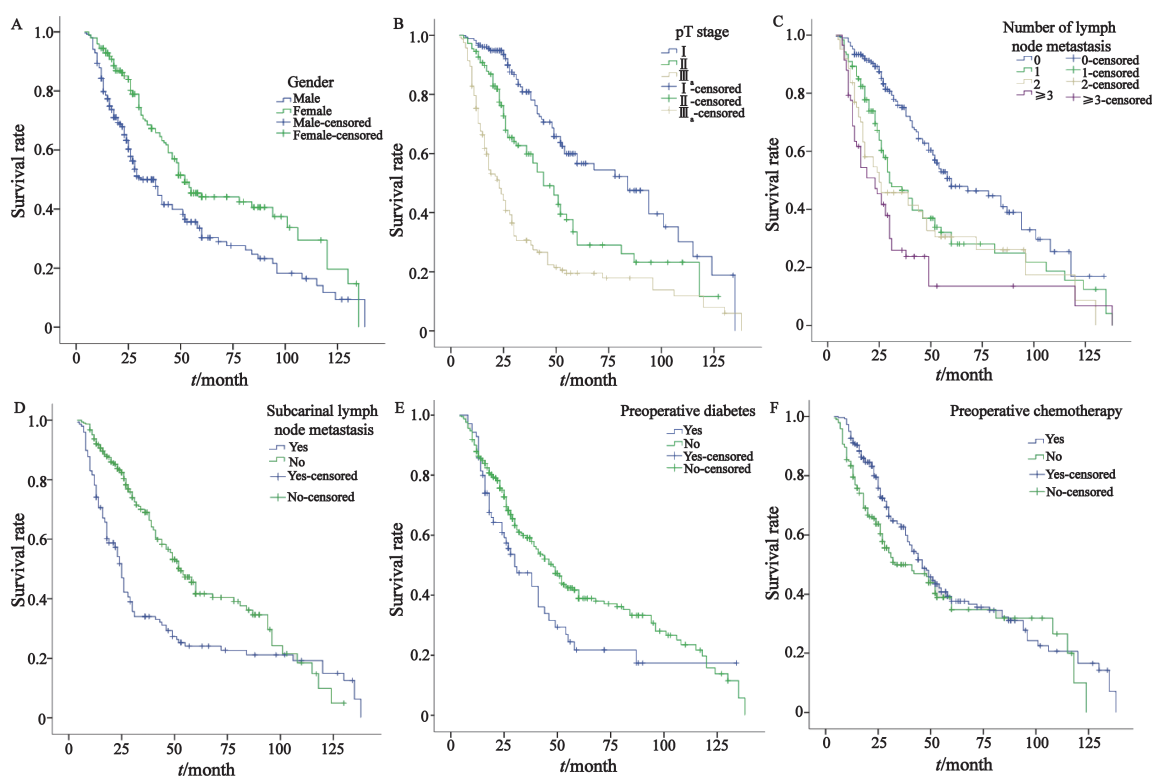 A
Gender
Male
Female
Male-censored
Female-censored
Survival rate
1.0
0.8
0.6
0.4
0.2
0
0 25 50 75 100 125
t/month
B
pT stage
Ⅰ
Ⅱ
Ⅲa
Ⅰ-censored
Ⅱ-censored
Ⅲa-censored
Survival rate
1.0
0.8
0.6
0.4
0.2
0
0 25 50 75 100 125
t/month
C
Number of lymph
node metastasis
0 0-censored
1 1-censored
2 2-censored
⩾3 ⩾3-censored
Survival rate
1.0
0.8
0.6
0.4
0.2
0
0 25 50 75 100 125
t/month
D
Subcarinal lymph
node metastasis
Yes
No
Yes-censored
No-censored
Survival rate
1.0
0.8
0.6
0.4
0.2
0
0 25 50 75 100 125
t/month
E
Preoperative diabetes
Yes
No
Yes-censored
No-censored
Survival rate
1.0
0.8
0.6
0.4
0.2
0
0 25 50 75 100 125
t/month
F
Preoperative chemotherapy
Yes
No
Yes-censored
No-censored
Survival rate
1.0
0.8
0.6
0.4
0.2
0
0 25 50 75 100 125
t/month